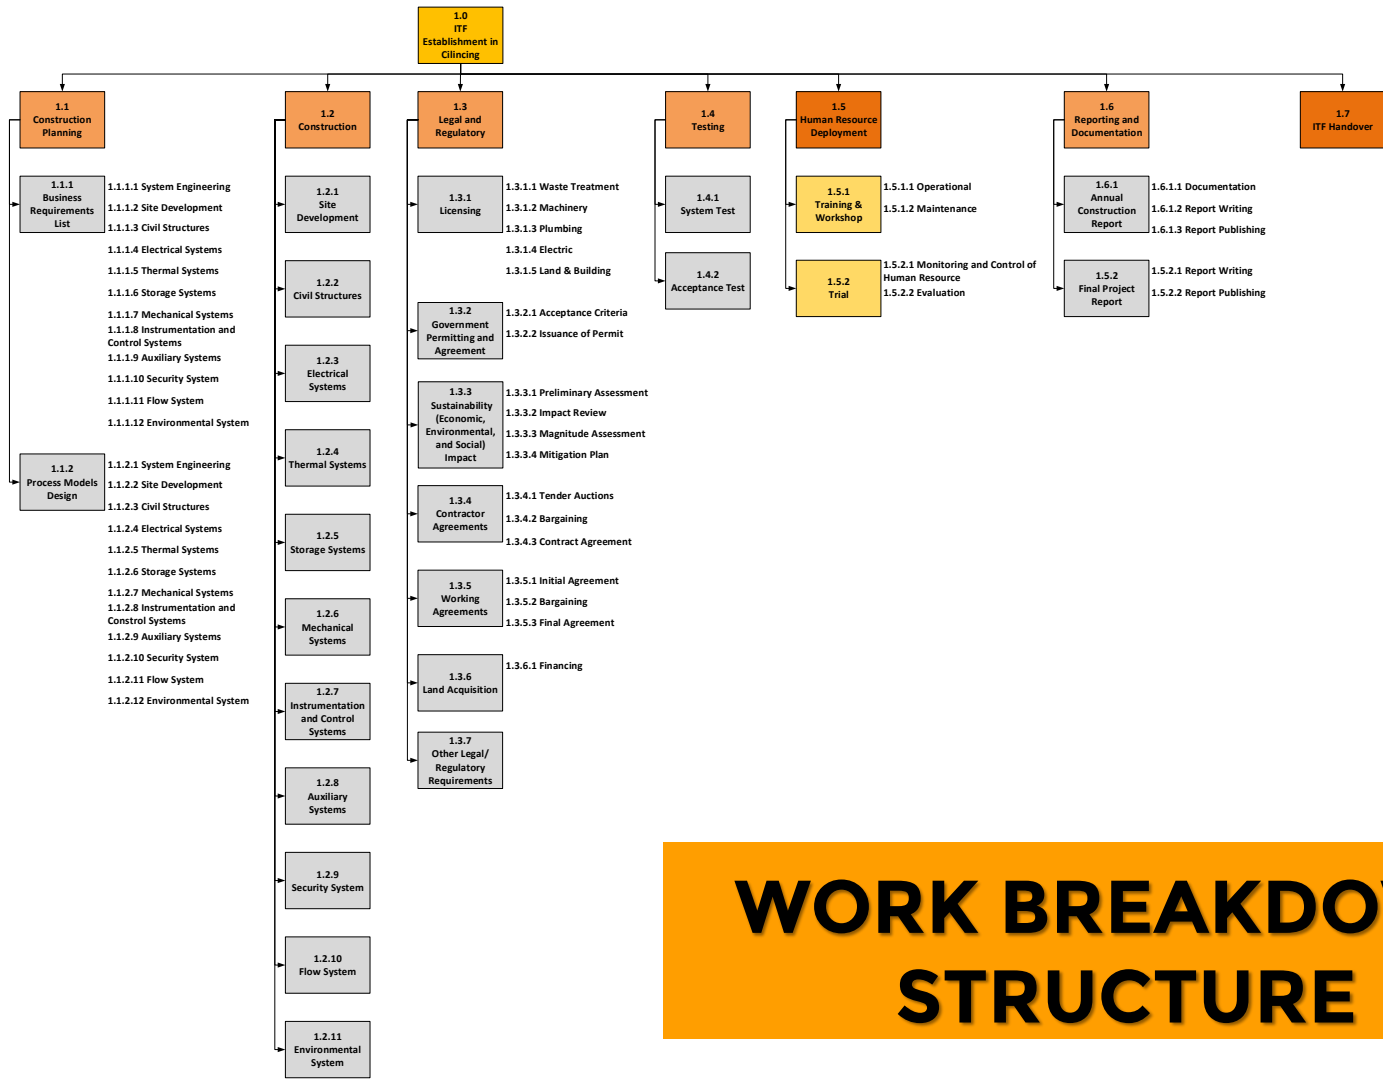 1.0
ITF
Establishment in
Cilincing
1.1
Construction
Planning
1.1.1
Business
Requirements
List
1.1.1.1 System Engineering
1.1.1.2 Site Development
1.1.1.3 Civil Structures
1.1.1.4 Electrical Systems
1.1.1.5 Thermal Systems
1.1.1.6 Storage Systems
1.1.1.7 Mechanical Systems
1.1.1.8 Instrumentation and
Control Systems
1.1.1.9 Auxiliary Systems
1.1.1.10 Security System
1.1.1.11 Flow System
1.1.1.12 Environmental System
1.1.2
Process Models
Design
1.1.2.1 System Engineering
1.1.2.2 Site Development
1.1.2.3 Civil Structures
1.1.2.4 Electrical Systems
1.1.2.5 Thermal Systems
1.1.2.6 Storage Systems
1.1.2.7 Mechanical Systems
1.1.2.8 Instrumentation and
Constrol Systems
1.1.2.9 Auxiliary Systems
1.1.2.10 Security System
1.1.2.11 Flow System
1.1.2.12 Environmental System
1.2
Construction
1.2.1
Site
Development
1.2.2
Civil Structures
1.2.3
Electrical
Systems
1.2.4
Thermal Systems
1.2.5
Storage Systems
1.2.6
Mechanical
Systems
1.2.7
Instrumentation
and Control
Systems
1.2.8
Auxiliary
Systems
1.2.9
Security System
1.2.10
Flow System
1.2.11
Environmental
System
1.3
Legal and
Regulatory
1.3.1
Licensing
1.3.1.1 Waste Treatment
1.3.1.2 Machinery
1.3.1.3 Plumbing
1.3.1.4 Electric
1.3.1.5 Land & Building
1.3.2
Government
Permitting and
Agreement
1.3.2.1 Acceptance Criteria
1.3.2.2 Issuance of Permit
1.3.3
Sustainability
(Economic,
Environmental,
and Social)
Impact
1.3.3.1 Preliminary Assessment
1.3.3.2 Impact Review
1.3.3.3 Magnitude Assessment
1.3.3.4 Mitigation Plan
1.3.4
Contractor
Agreements
1.3.4.1 Tender Auctions
1.3.4.2 Bargaining
1.3.4.3 Contract Agreement
1.3.5
Working
Agreements
1.3.5.1 Initial Agreement
1.3.5.2 Bargaining
1.3.5.3 Final Agreement
1.3.6
Land Acquisition
1.3.6.1 Financing
1.3.7
Other Legal/
Regulatory
Requirements
1.4
Testing
1.4.1
System Test
1.4.2
Acceptance Test
1.5
Human Resource
Deployment
1.5.1
Training &
Workshop
1.5.1.1 Operational
1.5.1.2 Maintenance
1.5.2
Trial
1.5.2.1 Monitoring and Control of
Human Resource
1.5.2.2 Evaluation
1.6
Reporting and
Documentation
1.6.1
Annual
Construction
Report
1.6.1.1 Documentation
1.6.1.2 Report Writing
1.6.1.3 Report Publishing
1.5.2
Final Project
Report
1.5.2.1 Report Writing
1.5.2.2 Report Publishing
1.7
ITF Handover
WORK BREAKDO
STRUCTURE